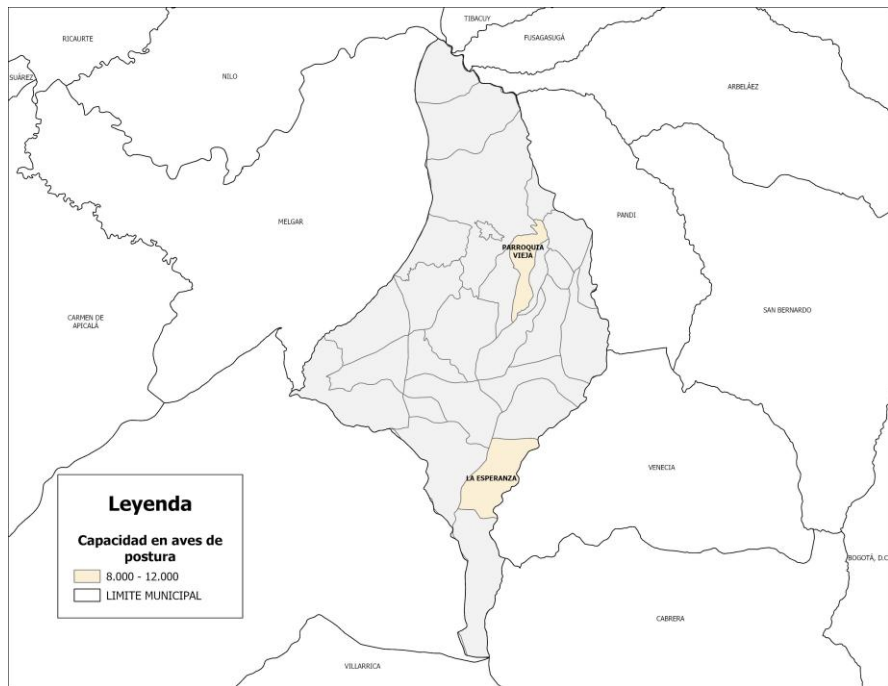 TIBACUY
RICAURTE
FUSAGASUGÁ
SUÁREZ
NILO
ARBELÁEZ
MELGAR
PANDI
PARROQUIA
VIEJA
CARMEN DE
APICALÁ
SAN BERNARDO
LA ESPERANZA
VENECIA
Leyenda
Capacidad en aves de
postura
8.000 - 12.000
LIMITE MUNICIPAL
BOGOTÁ, D.C
CABRERA
VILLARRICA